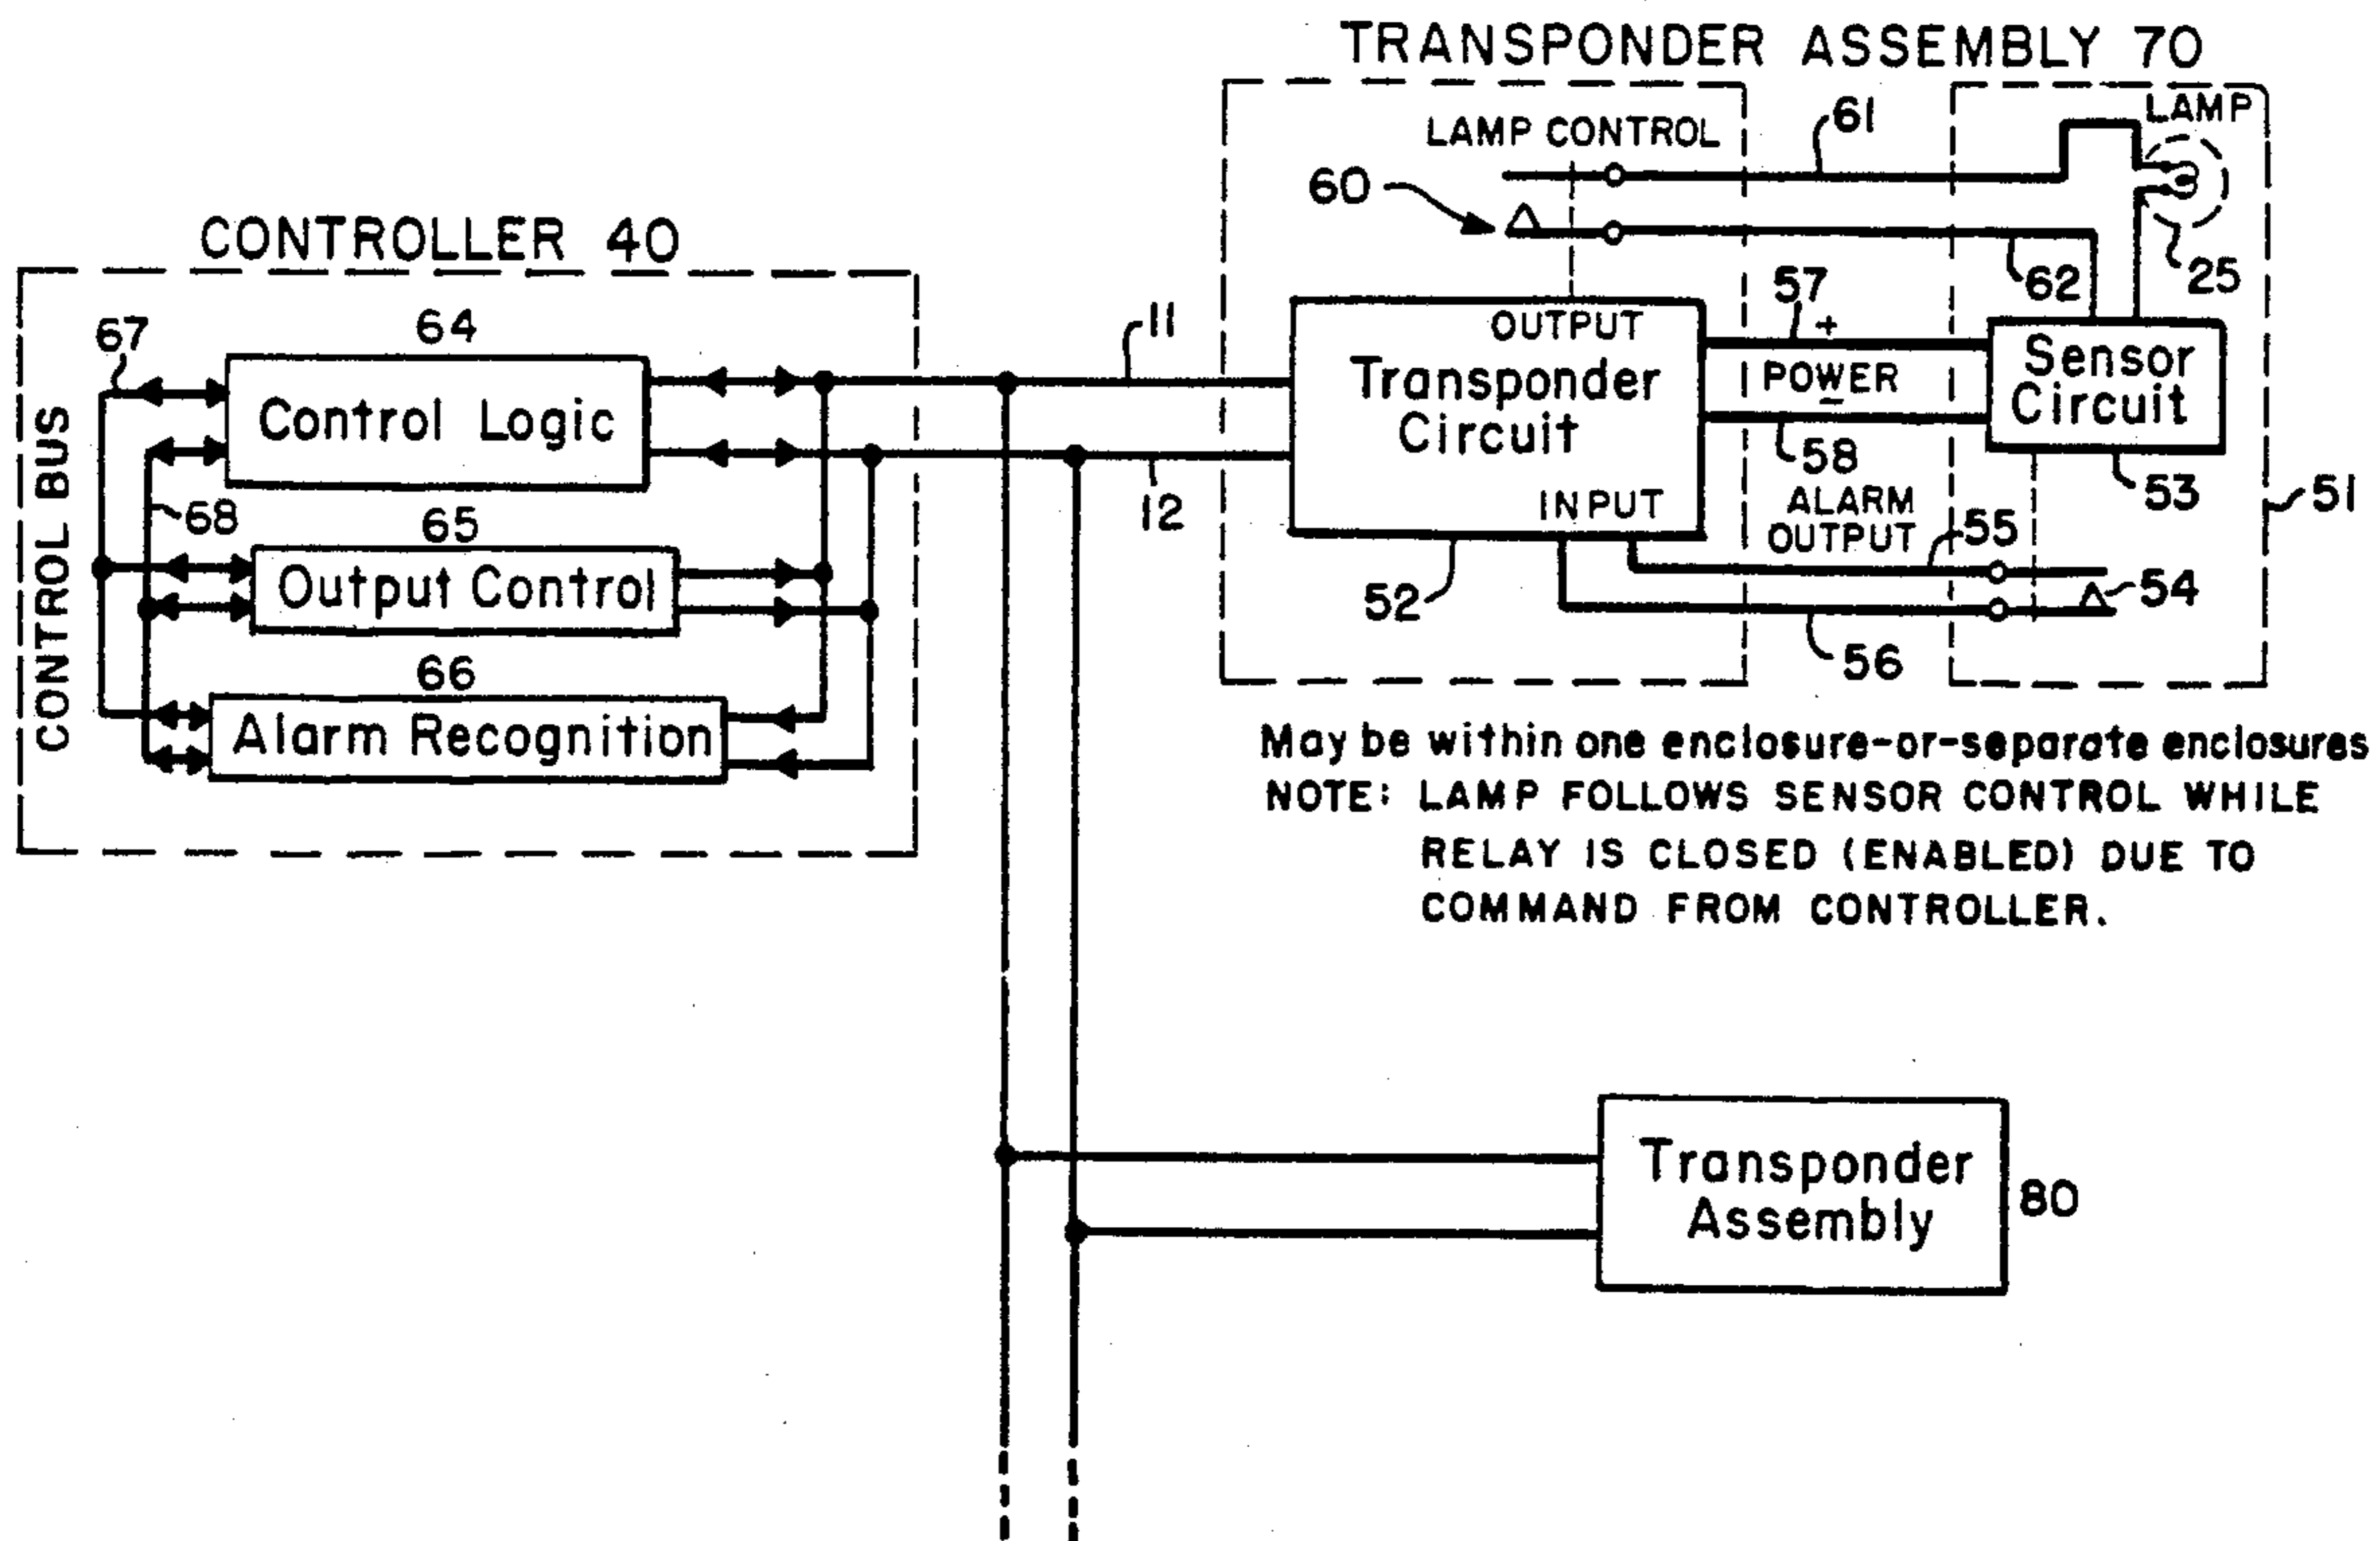 TRANSPONDER ASSEMBLY 70
LAMP
LAMP CONTROL
61
60
62
25
CONTROLLER 40
67
64
Control Logic
CONTROL BUS
68
65
Output Control
66
Alarm Recognition
11
12
OUTPUT
Transponder
Circuit
INPUT
52
57
+
POWER
−
58
ALARM
OUTPUT
Sensor
Circuit
53
51
55
54
56
May be within one enclosure-or-separate enclosures
NOTE: LAMP FOLLOWS SENSOR CONTROL WHILE
RELAY IS CLOSED (ENABLED) DUE TO
COMMAND FROM CONTROLLER.
Transponder
Assembly
80